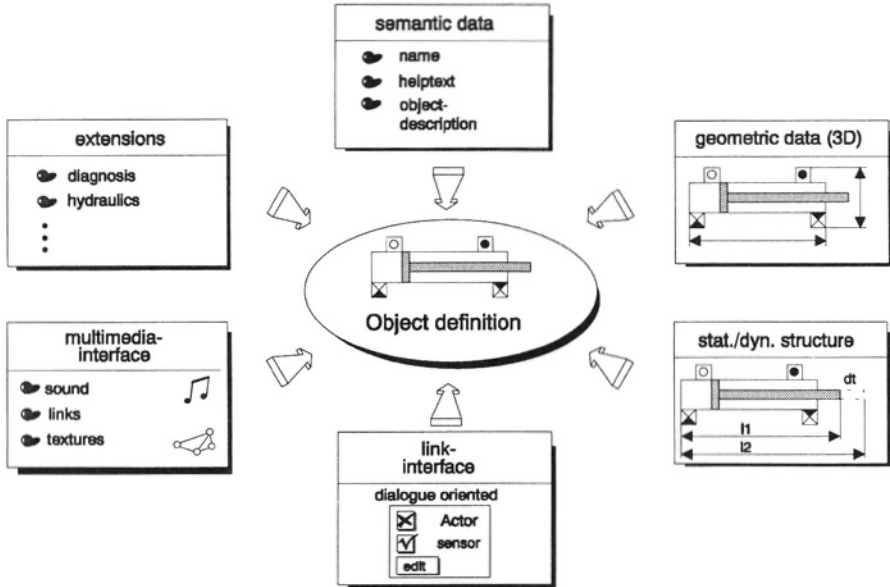 semantic data
name
helptext
object-
description
extensions
diagnosis
hydraulics
geometric data (3D)
Object definition
multimedia-
interface
sound
links
textures
stat./dyn. structure
dt
l1
l2
link-
interface
dialogue oriented
Actor
sensor
edit